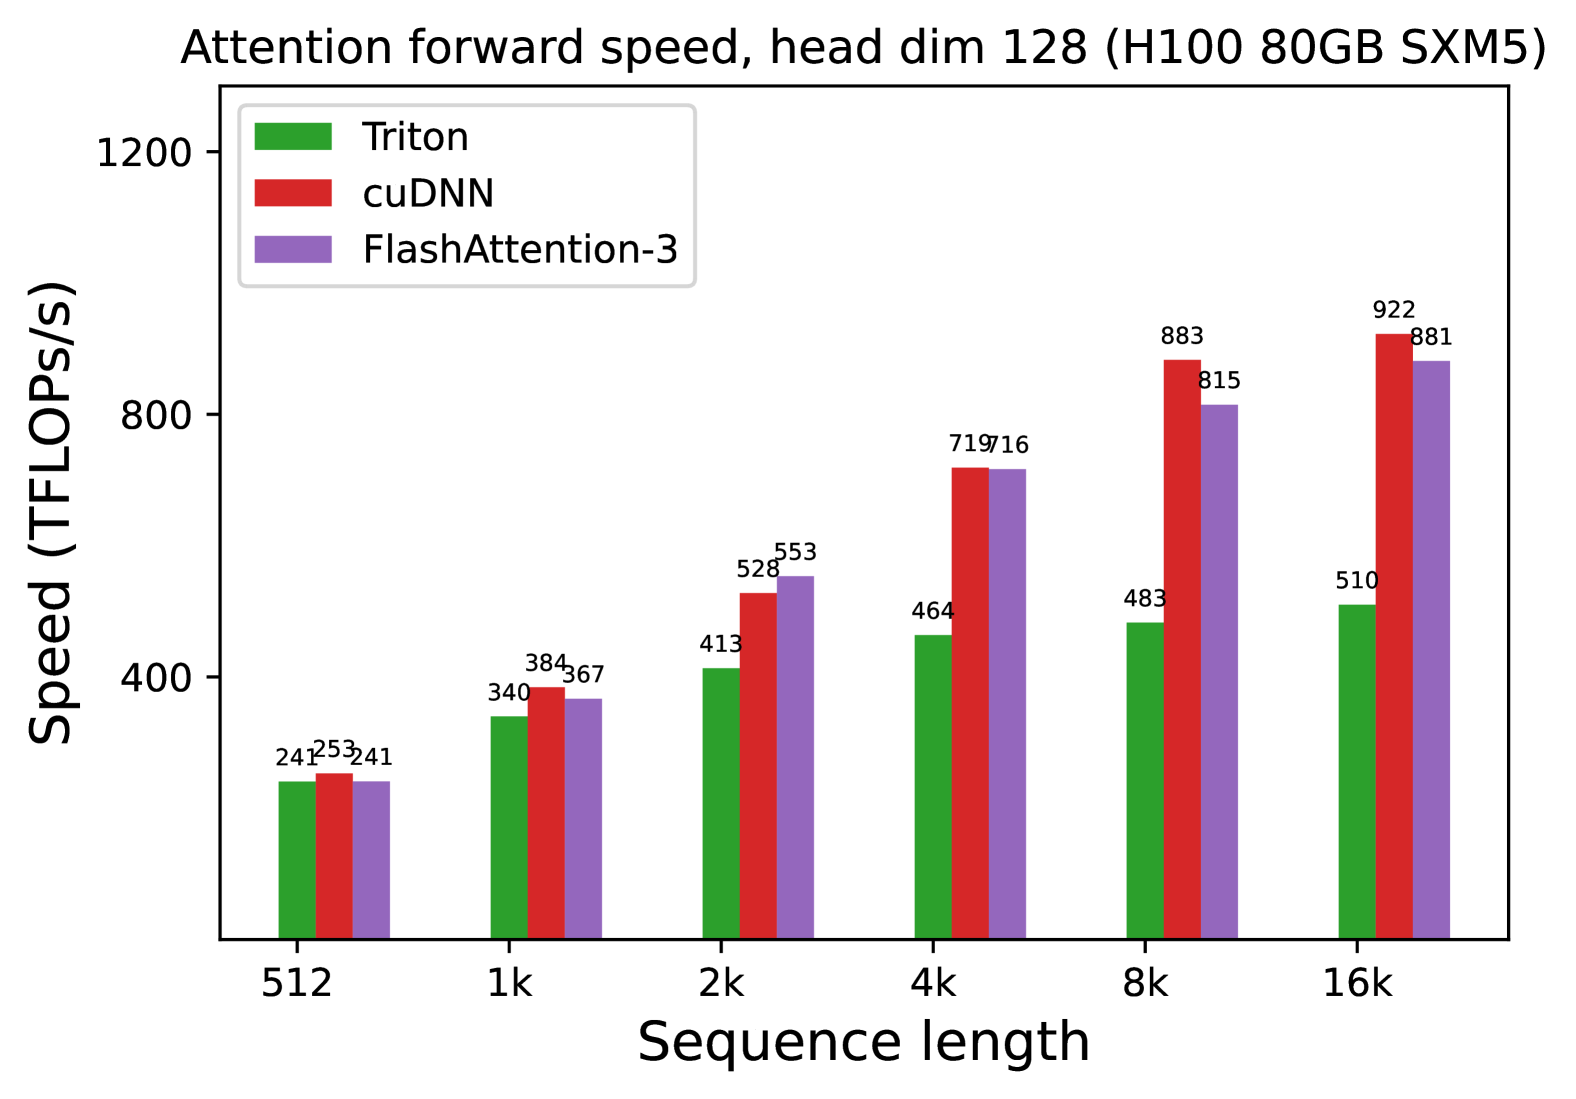 Attention forward speed, head dim 128 (H100 80GB SXM5)
Triton
cuDNN
FlashAttention-3
Speed (TFLOPs/s)
1200
800
400
241 253 241
340 384 367
413 528 553
464 719 716
483 883 815
510 922 881
512 1k 2k 4k 8k 16k
Sequence length